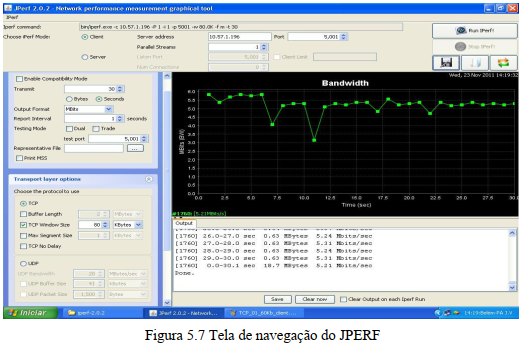 JPerf 2.0.2 - Network performance measurement graphical tool
JPerf
Iperf command: bin/iperf.exe -c 10.57.1.196 -P 1 -i 1 -p 5001 -w 80.0K -f m -t 30
Choose iPerf Mode: Client Server address 10.57.1.196 Port 5,001
Parallel Streams 1
Server Listen Port 5,001 Client Limit
Num Connections 0
Run IPerf!
Stop IPerf!
Enable Compatibility Mode
Transmit 30
Bytes Seconds
Output Format MBits
Report Interval 1 seconds
Testing Mode Dual Trade
test port 5,001
Representative File ...
Print MSS
Transport layer options
Choose the protocol to use
TCP
Buffer Length 2 MBytes
TCP Window Size 80 KBytes
Max Segment Size 1 KBytes
TCP No Delay
UDP
UDP Bandwidth 20 MBytes/sec
UDP Buffer Size 41 KBytes
UDP Packet Size 1,500 Bytes
Wed, 23 Nov 2011 14:19:32
Bandwidth
MBits (BW)
6.0
5.5
5.0
4.5
4.0
3.5
3.0
2.5
2.0
1.5
1.0
0.5
0.0
0.0 2.5 5.0 7.5 10.0 12.5 15.0 17.5 20.0 22.5 25.0 27.5 30.0
Time (sec)
#1760: [5.21MBits/s]
Output
[1760] 26.0-27.0 sec 0.63 MBytes 5.24 Mbits/sec
[1760] 27.0-28.0 sec 0.63 MBytes 5.31 Mbits/sec
[1760] 28.0-29.0 sec 0.63 MBytes 5.24 Mbits/sec
[1760] 29.0-30.0 sec 0.63 MBytes 5.31 Mbits/sec
[1760] 0.0-30.1 sec 18.7 MBytes 5.21 Mbits/sec
Done.
Save Clear now Clear Output on each Iperf Run
Iniciar jperf-2.0.2 JPerf 2.0.2 - Network... TCP_01_60Kb_client... 14:19
Figura 5.7 Tela de navegação do JPERF